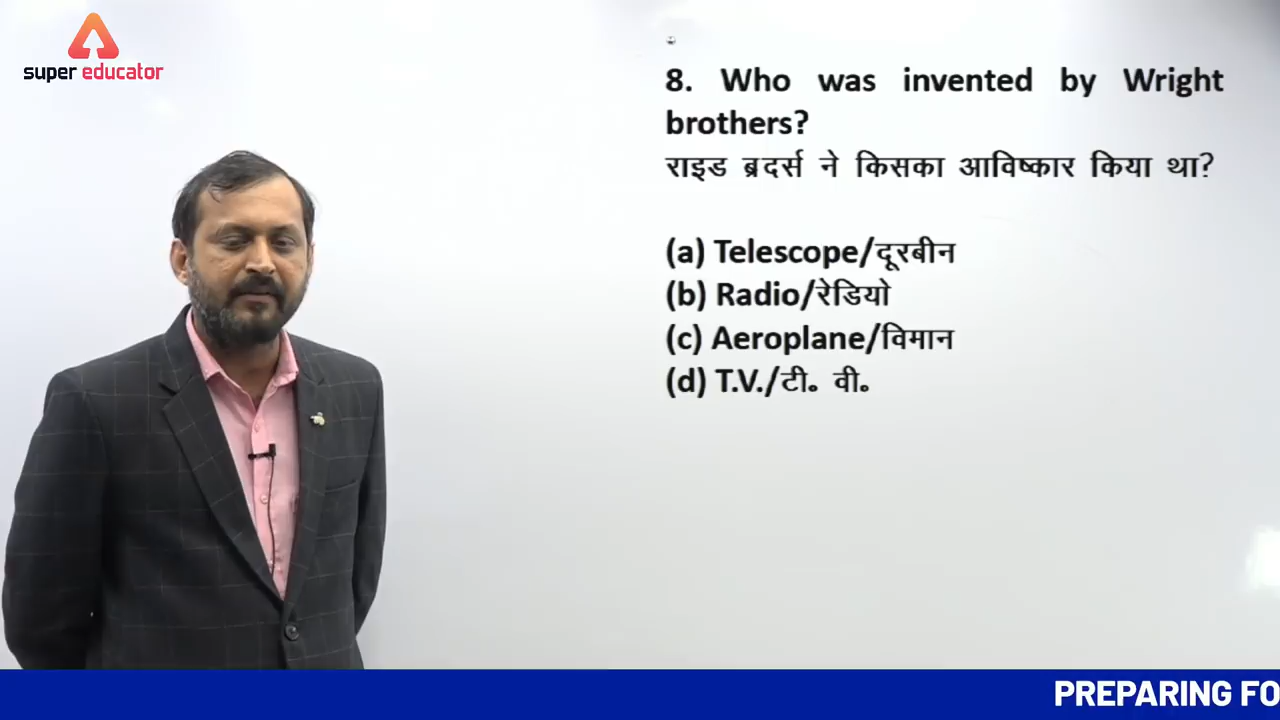 super educator
8. Who was invented by Wright
brothers?
राइड ब्रदर्स ने किसका आविष्कार किया था?
(a) Telescope/दूरबीन
(b) Radio/रेडियो
(c) Aeroplane/विमान
(d) T.V./टी॰ वी॰
PREPARING FO